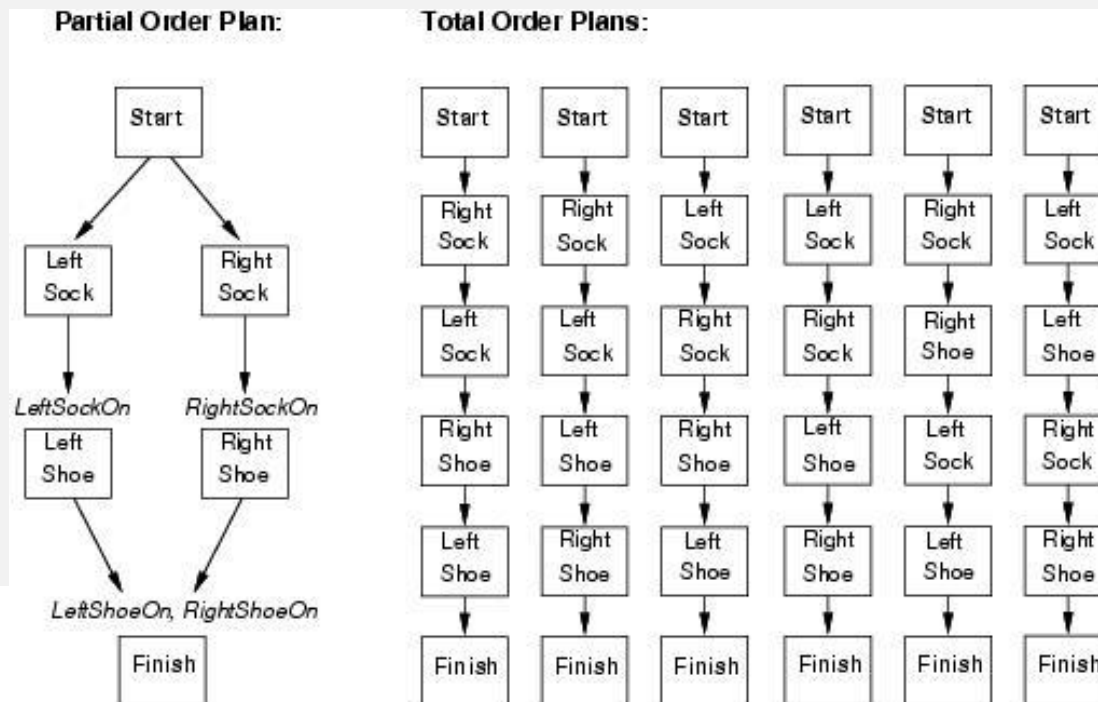 Partial Order Plan:
Total Order Plans:
Start
Left
Sock
Right
Sock
LeftSockOn
RightSockOn
Left
Shoe
Right
Shoe
LeftShoeOn, RightShoeOn
Finish
Start
Right
Sock
Left
Sock
Right
Shoe
Left
Shoe
Finish
Start
Right
Sock
Left
Sock
Left
Shoe
Right
Shoe
Finish
Start
Left
Sock
Right
Sock
Right
Shoe
Left
Shoe
Finish
Start
Left
Sock
Right
Sock
Left
Shoe
Right
Shoe
Finish
Start
Right
Sock
Right
Shoe
Left
Sock
Left
Shoe
Finish
Start
Left
Sock
Left
Shoe
Right
Sock
Right
Shoe
Finish